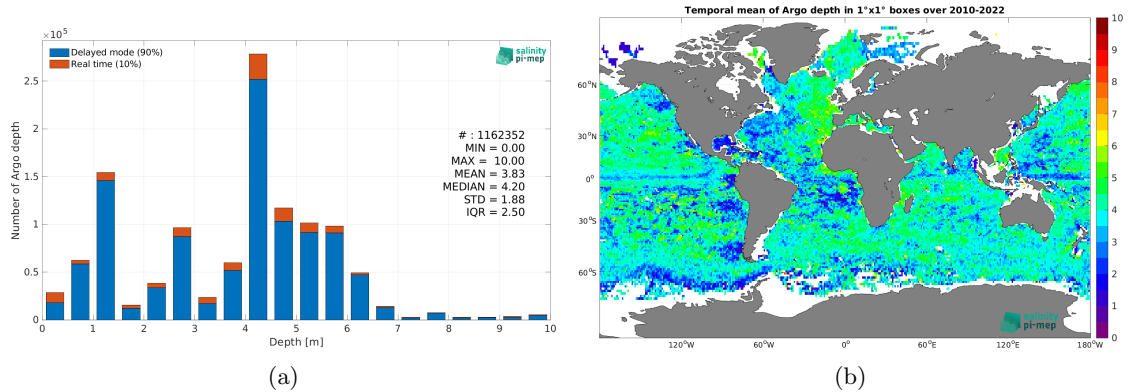 ×10⁵
Delayed mode (90%)
Real time (10%)
salinity
pi-mep
2.5
2
1.5
1
0.5
0
Number of Argo depth
# : 1162352
MIN = 0.00
MAX = 10.00
MEAN = 3.83
MEDIAN = 4.20
STD = 1.88
IQR = 2.50
0 1 2 3 4 5 6 7 8 9 10
Depth [m]
(a)
Temporal mean of Argo depth in 1°x1° boxes over 2010-2022
60°N
30°N
0°
30°S
60°S
120°W 60°W 0° 60°E 120°E 180°W
salinity
pi-mep
10
9
8
7
6
5
4
3
2
1
0
(b)